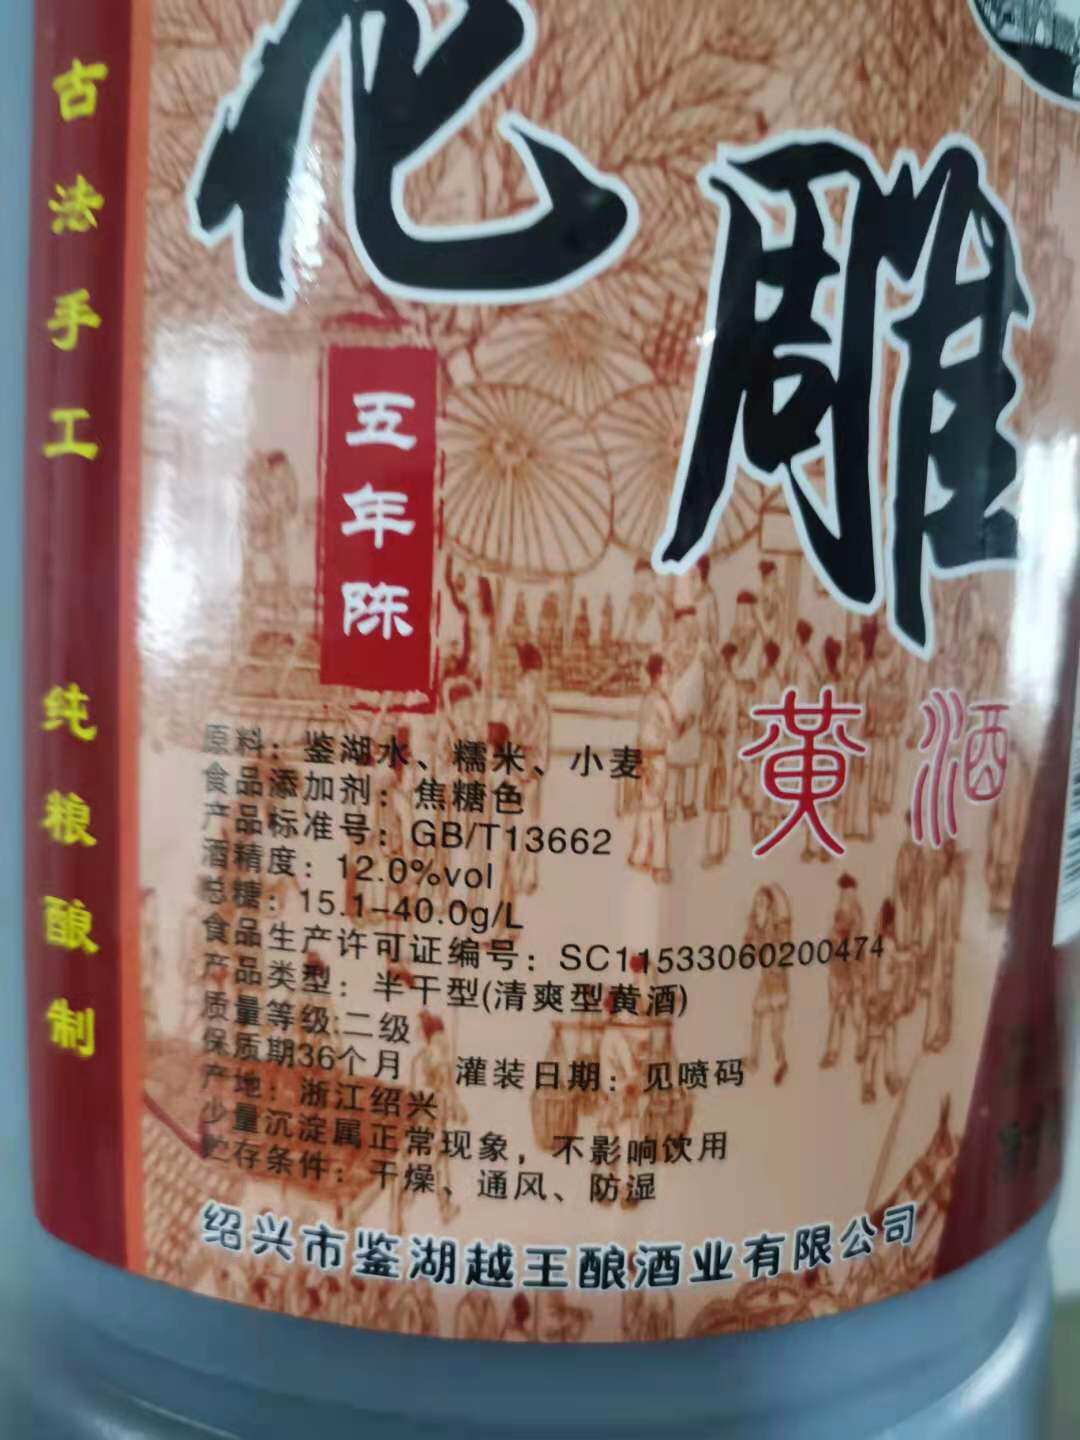 古法手工 纯粮酿制
花雕
五年陈
黄酒
原料：鉴湖水、糯米、小麦
食品添加剂：焦糖色
产品标准号：GB/T13662
酒精度：12.0%vol
总糖：15.1-40.0g/L
食品生产许可证编号：SC11533060200474
产品类型：半干型(清爽型黄酒)
质量等级:二级
保质期36个月 灌装日期：见喷码
产地：浙江绍兴
少量沉淀属正常现象，不影响饮用
贮存条件：干燥、通风、防湿
绍兴市鉴湖越王酿酒业有限公司